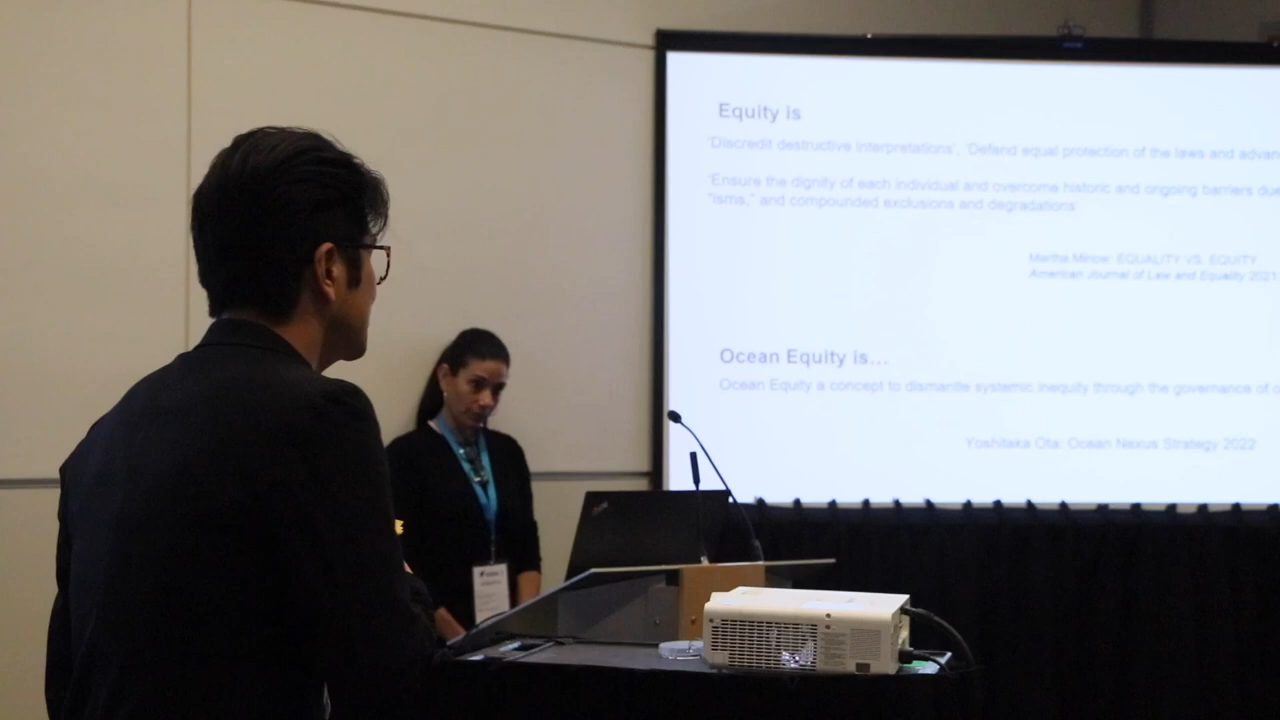 Equity is
'Discredit destructive interpretations'; 'Defend equal protection of the laws and advan
'Ensure the dignity of each individual and overcome historic and ongoing barriers due
"isms," and compounded exclusions and degradations'
Martha Minow: EQUALITY VS. EQUITY
American Journal of Law and Equality 2021
Ocean Equity is...
Ocean Equity a concept to dismantle systemic inequity through the governance of o
Yoshitaka Ota: Ocean Nexus Strategy 2022